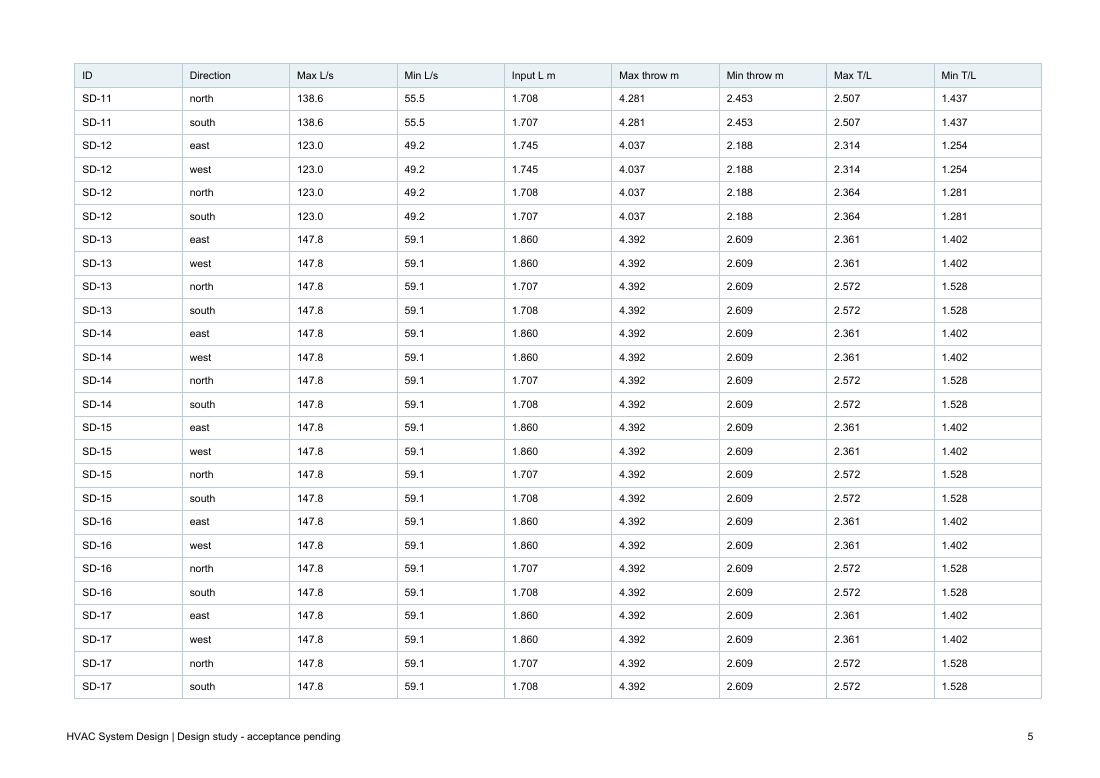 ID Direction Max L/s Min L/s Input L m Max throw m Min throw m Max T/L Min T/L
SD-11 north 138.6 55.5 1.708 4.281 2.453 2.507 1.437
SD-11 south 138.6 55.5 1.707 4.281 2.453 2.507 1.437
SD-12 east 123.0 49.2 1.745 4.037 2.188 2.314 1.254
SD-12 west 123.0 49.2 1.745 4.037 2.188 2.314 1.254
SD-12 north 123.0 49.2 1.708 4.037 2.188 2.364 1.281
SD-12 south 123.0 49.2 1.707 4.037 2.188 2.364 1.281
SD-13 east 147.8 59.1 1.860 4.392 2.609 2.361 1.402
SD-13 west 147.8 59.1 1.860 4.392 2.609 2.361 1.402
SD-13 north 147.8 59.1 1.707 4.392 2.609 2.572 1.528
SD-13 south 147.8 59.1 1.708 4.392 2.609 2.572 1.528
SD-14 east 147.8 59.1 1.860 4.392 2.609 2.361 1.402
SD-14 west 147.8 59.1 1.860 4.392 2.609 2.361 1.402
SD-14 north 147.8 59.1 1.707 4.392 2.609 2.572 1.528
SD-14 south 147.8 59.1 1.708 4.392 2.609 2.572 1.528
SD-15 east 147.8 59.1 1.860 4.392 2.609 2.361 1.402
SD-15 west 147.8 59.1 1.860 4.392 2.609 2.361 1.402
SD-15 north 147.8 59.1 1.707 4.392 2.609 2.572 1.528
SD-15 south 147.8 59.1 1.708 4.392 2.609 2.572 1.528
SD-16 east 147.8 59.1 1.860 4.392 2.609 2.361 1.402
SD-16 west 147.8 59.1 1.860 4.392 2.609 2.361 1.402
SD-16 north 147.8 59.1 1.707 4.392 2.609 2.572 1.528
SD-16 south 147.8 59.1 1.708 4.392 2.609 2.572 1.528
SD-17 east 147.8 59.1 1.860 4.392 2.609 2.361 1.402
SD-17 west 147.8 59.1 1.860 4.392 2.609 2.361 1.402
SD-17 north 147.8 59.1 1.707 4.392 2.609 2.572 1.528
SD-17 south 147.8 59.1 1.708 4.392 2.609 2.572 1.528
HVAC System Design | Design study - acceptance pending 5